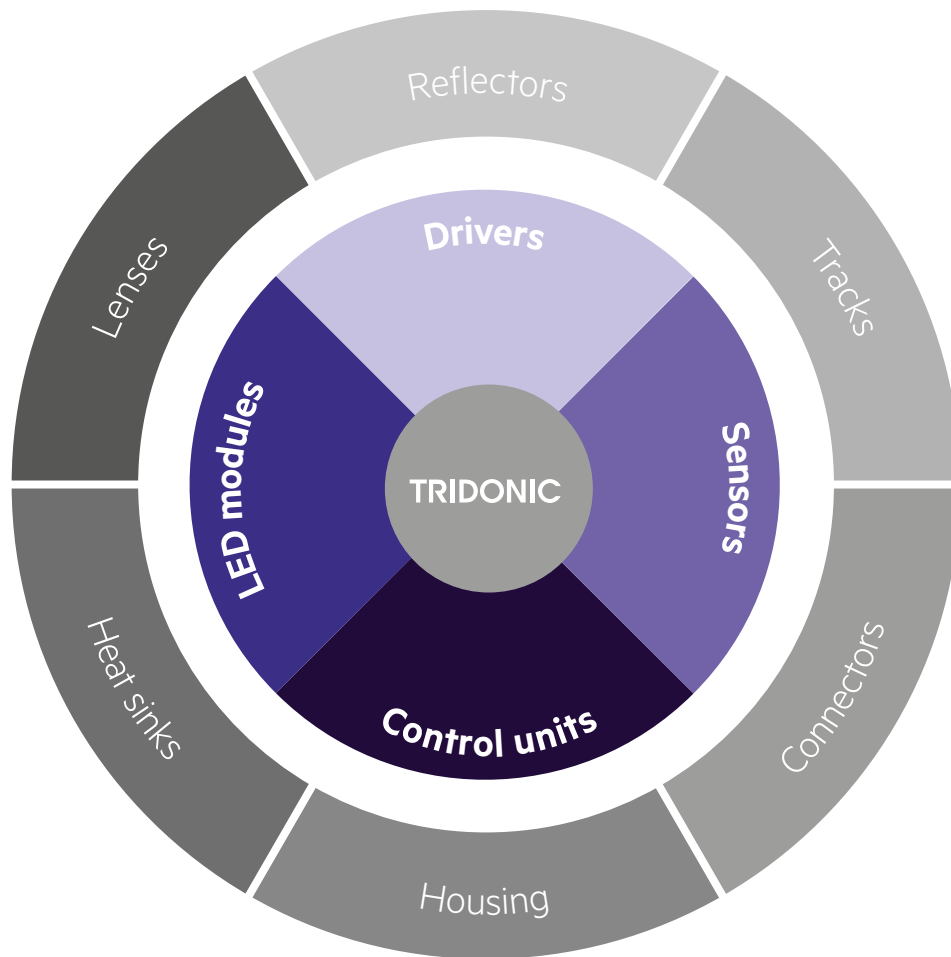 Reflectors
Tracks
Connectors
Housing
Heat sinks
Lenses
Drivers
Sensors
Control units
LED modules
TRIDONIC